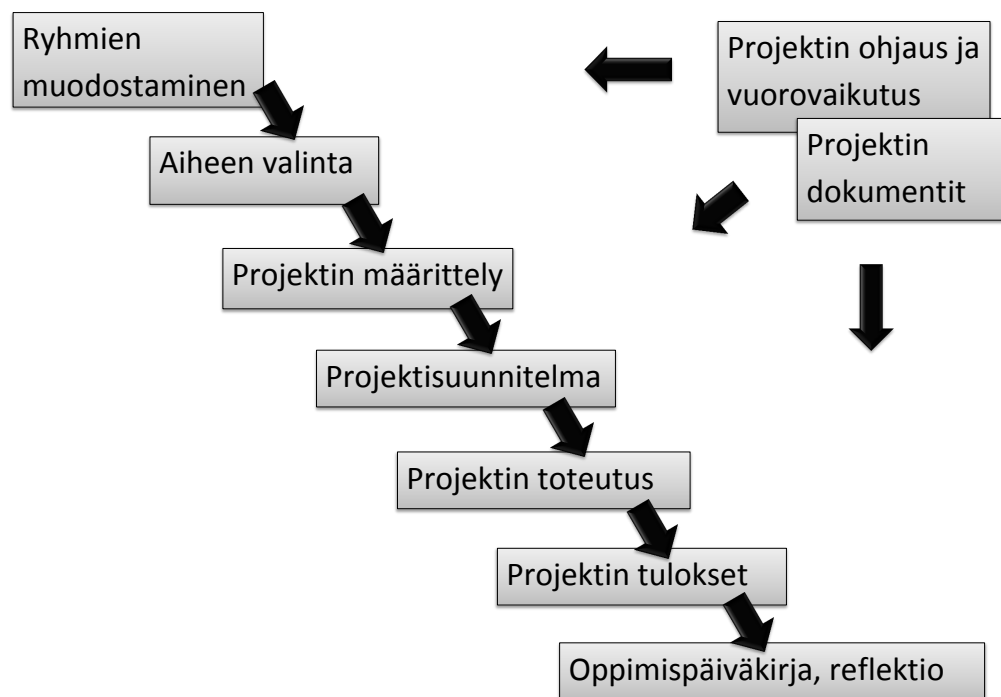 Ryhmien
muodostaminen
Projektin ohjaus ja
vuorovaikutus
Projektin
dokumentit
Aiheen valinta
Projektin määrittely
Projektisuunnitelma
Projektin toteutus
Projektin tulokset
Oppimispäiväkirja, reflektio